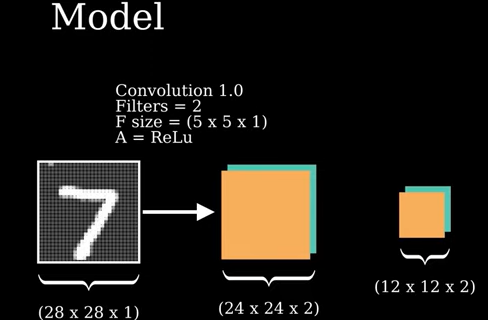 Model
Convolution 1.0
Filters = 2
F size = (5 x 5 x 1)
A = ReLu
7
(28 x 28 x 1)
(24 x 24 x 2)
(12 x 12 x 2)